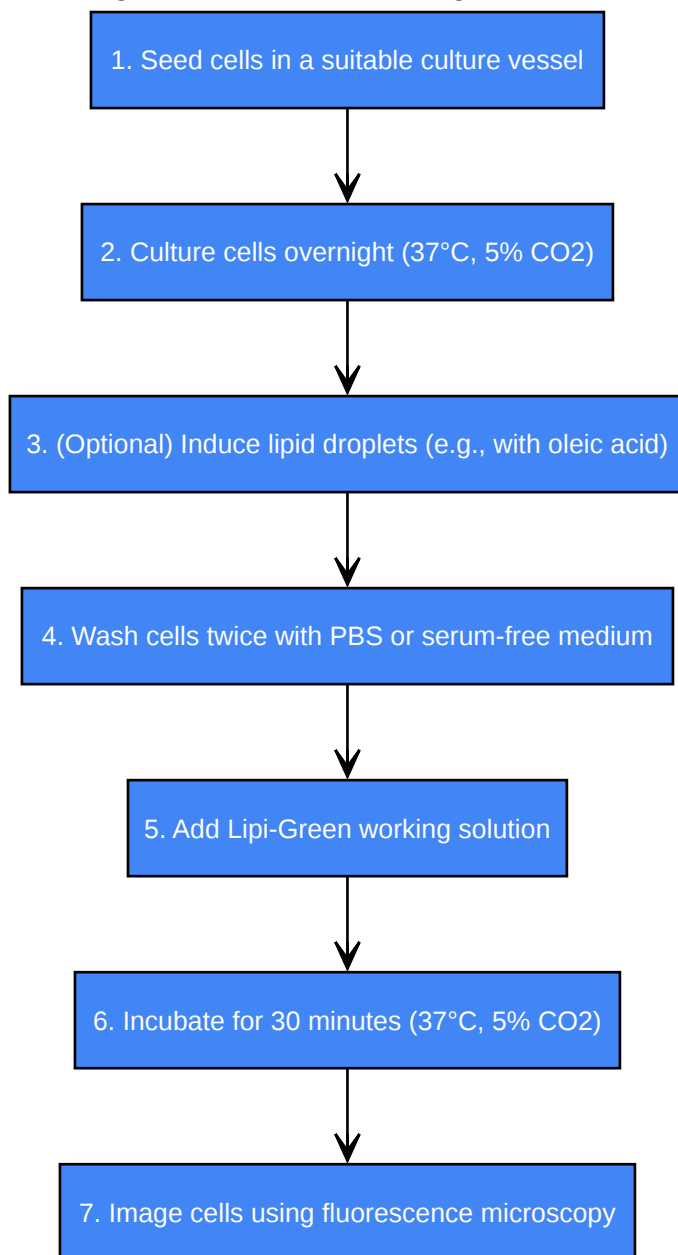 1. Seed cells in a suitable culture vessel
2. Culture cells overnight (37°C, 5% CO2)
3. (Optional) Induce lipid droplets (e.g., with oleic acid)
4. Wash cells twice with PBS or serum-free medium
5. Add Lipi-Green working solution
6. Incubate for 30 minutes (37°C, 5% CO2)
7. Image cells using fluorescence microscopy